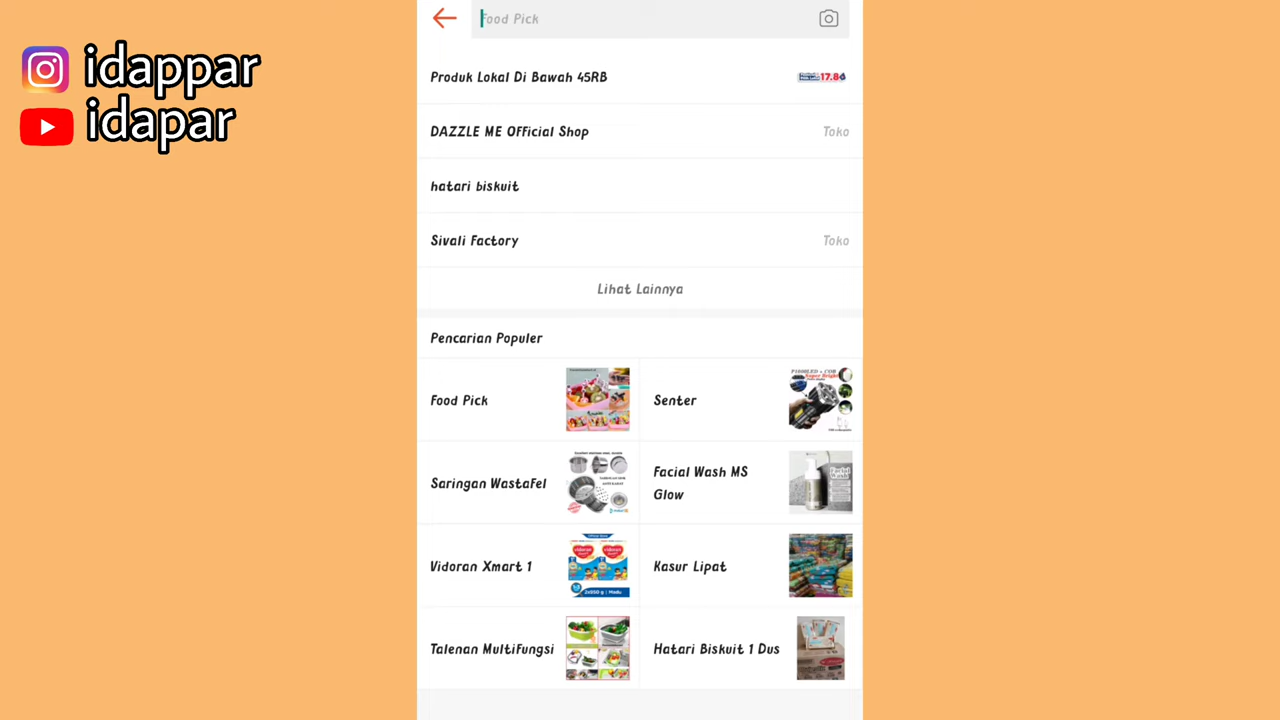 idappar
idapar
Food Pick
Produk Lokal Di Bawah 45RB
17.8
DAZZLE ME Official Shop
Toko
hatari biskuit
Sivali Factory
Toko
Lihat Lainnya
Pencarian Populer
Food Pick
Senter
Saringan Wastafel
Facial Wash MS
Glow
Vidoran Xmart 1
Kasur Lipat
Talenan Multifungsi
Hatari Biskuit 1 Dus